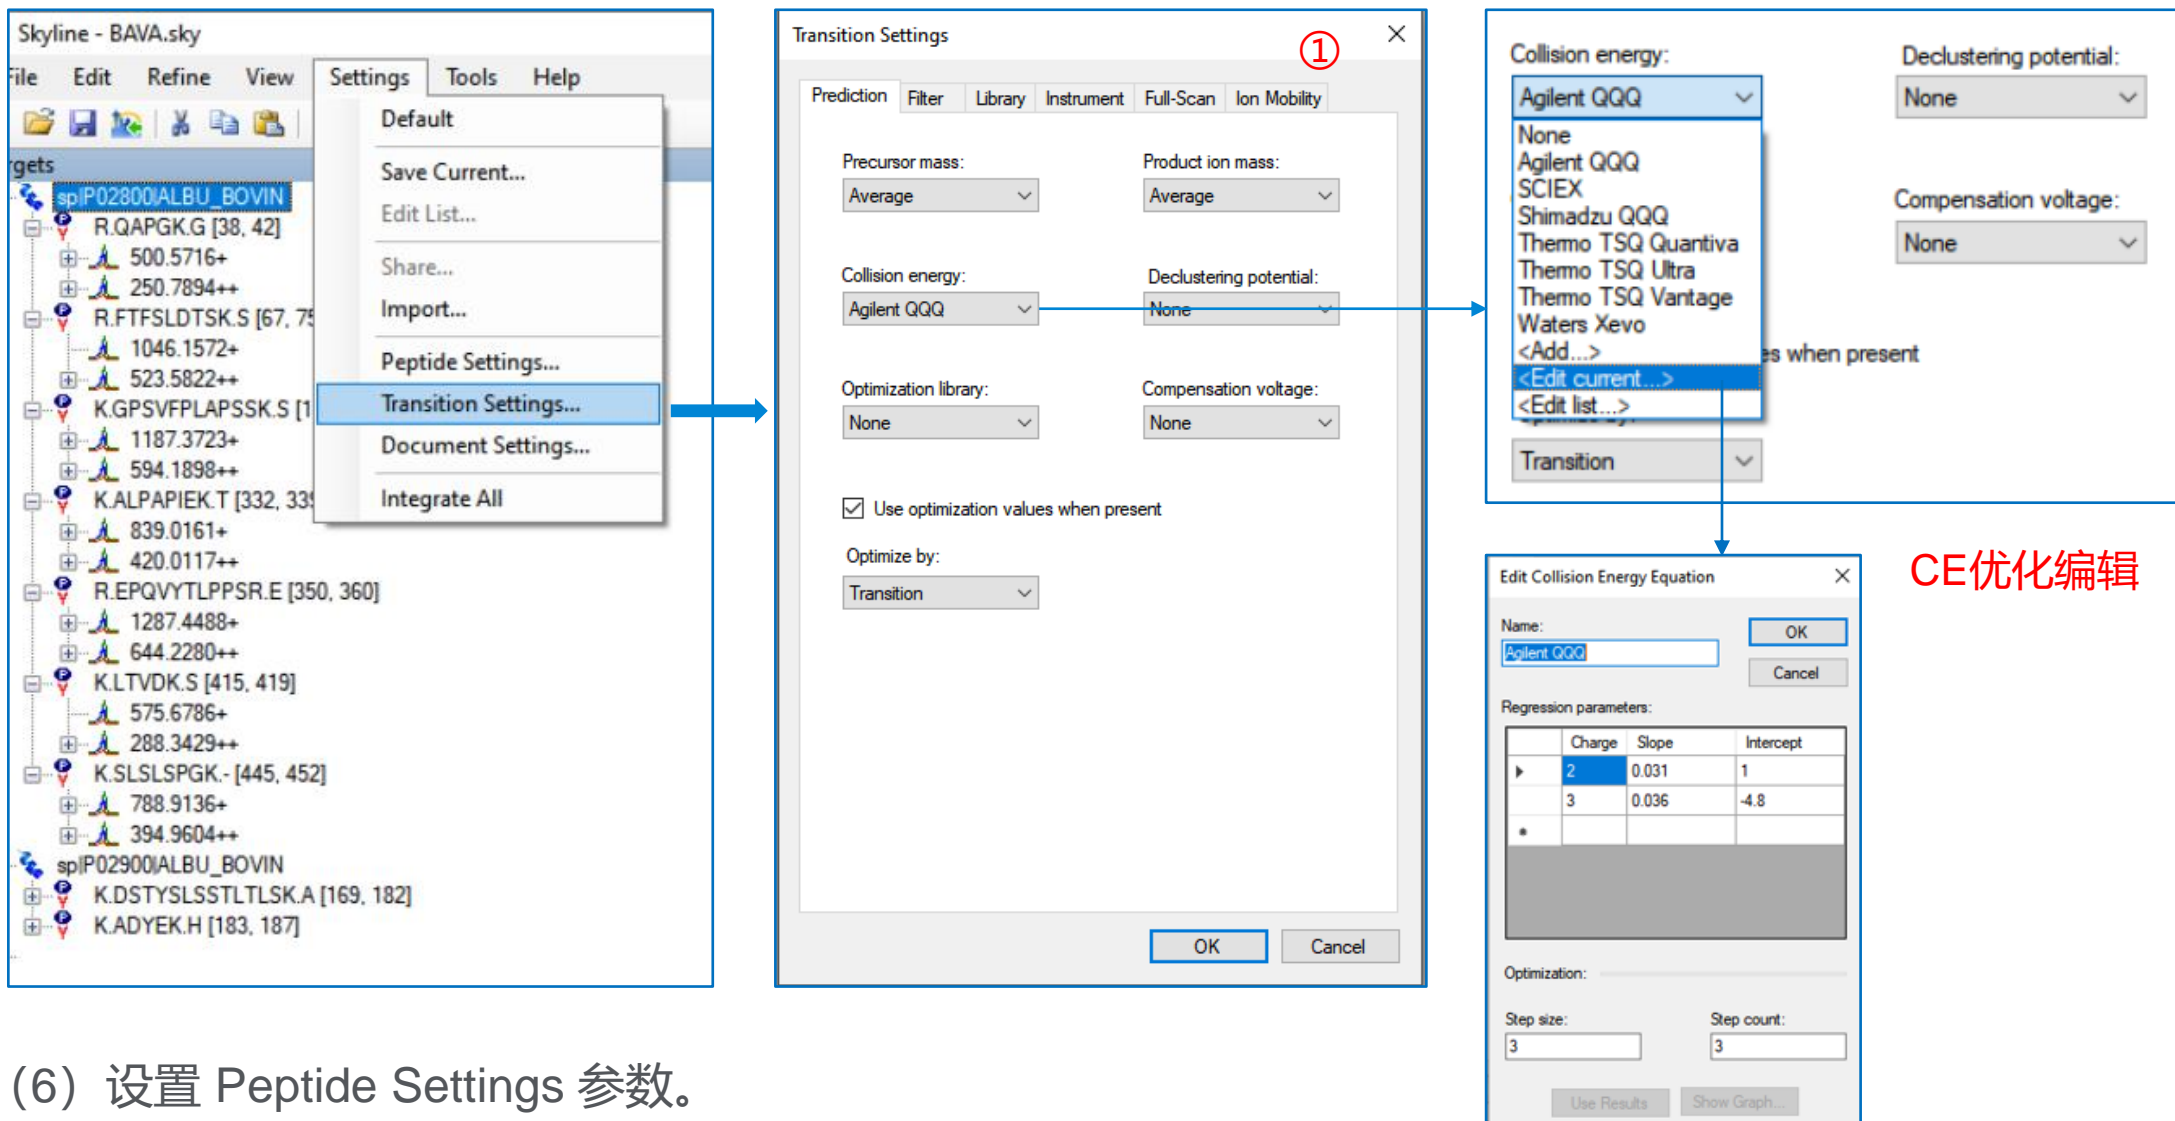 Skyline - BAVA.sky
File Edit Refine View Settings Tools Help
Default
Save Current...
Edit List...
Share...
Import...
Peptide Settings...
Transition Settings...
Document Settings...
Integrate All
rgets
sp|P02800|ALBU_BOVIN
R.QAPGK.G [38, 42]
500.5716+
250.7894++
R.FTFSLDTSK.S [67, 75
1046.1572+
523.5822++
K.GPSVFPLAPSSK.S [1
1187.3723+
594.1898++
K.ALPAPIEK.T [332, 339
839.0161+
420.0117++
R.EPQVYTLPPSR.E [350, 360]
1287.4488+
644.2280++
K.LTVDK.S [415, 419]
575.6786+
288.3429++
K.SLSLSPGK.- [445, 452]
788.9136+
394.9604++
sp|P02900|ALBU_BOVIN
K.DSTYSLSSTLTLSK.A [169, 182]
K.ADYEK.H [183, 187]
Transition Settings
①
Prediction Filter Library Instrument Full-Scan Ion Mobility
Precursor mass: Product ion mass:
Average Average
Collision energy: Declustering potential:
Agilent QQQ None
Optimization library: Compensation voltage:
None None
Use optimization values when present
Optimize by:
Transition
OK Cancel
Collision energy: Declustering potential:
Agilent QQQ None
None
Agilent QQQ
SCIEX
Shimadzu QQQ
Thermo TSQ Quantiva
Thermo TSQ Ultra
Thermo TSQ Vantage
Waters Xevo
<Add...>
<Edit current...>
<Edit list...>
Compensation voltage:
None
es when present
Transition
CE优化编辑
Edit Collision Energy Equation
Name:
Agilent QQQ
OK
Cancel
Regression parameters:
Charge Slope Intercept
2 0.031 1
3 0.036 -4.8
Optimization:
Step size: Step count:
3 3
Use Results Show Graph...
（6）设置 Peptide Settings 参数。